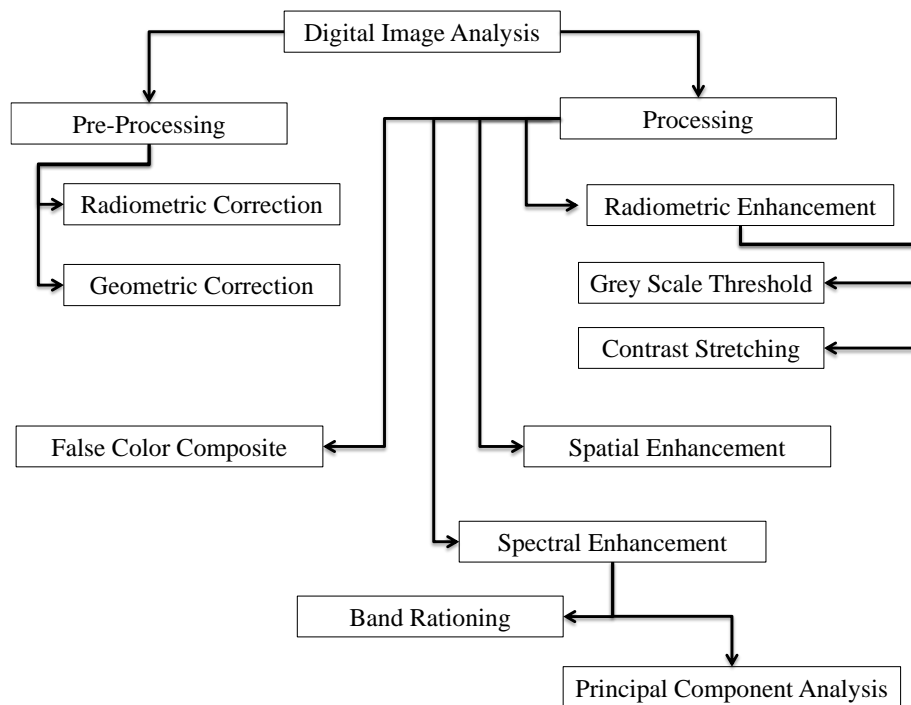 Digital Image Analysis
Pre-Processing
Processing
Radiometric Correction
Radiometric Enhancement
Geometric Correction
Grey Scale Threshold
Contrast Stretching
False Color Composite
Spatial Enhancement
Spectral Enhancement
Band Rationing
Principal Component Analysis